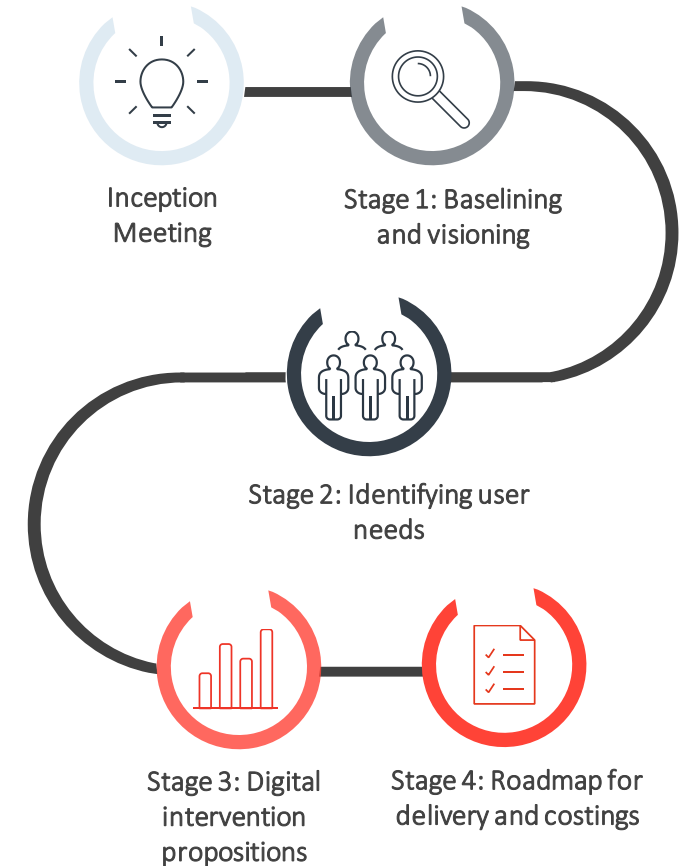 Inception
Meeting
Stage 1: Baselining
and visioning
Stage 2: Identifying user
needs
Stage 3: Digital
intervention
propositions
Stage 4: Roadmap for
delivery and costings